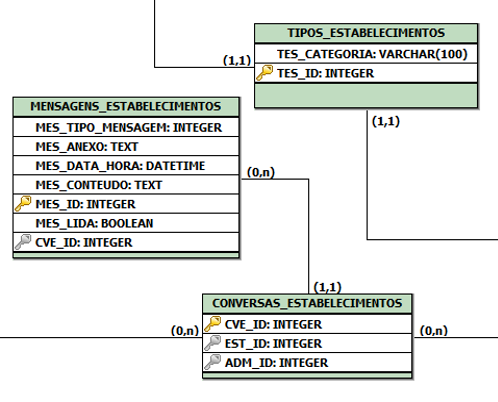 TIPOS_ESTABELECIMENTOS
TES_CATEGORIA: VARCHAR(100)
TES_ID: INTEGER
(1,1)
(1,1)
MENSAGENS_ESTABELECIMENTOS
MES_TIPO_MENSAGEM: INTEGER
MES_ANEXO: TEXT
MES_DATA_HORA: DATETIME
MES_CONTEUDO: TEXT
MES_ID: INTEGER
MES_LIDA: BOOLEAN
CVE_ID: INTEGER
(0,n)
(1,1)
CONVERSAS_ESTABELECIMENTOS
CVE_ID: INTEGER
EST_ID: INTEGER
ADM_ID: INTEGER
(0,n)
(0,n)